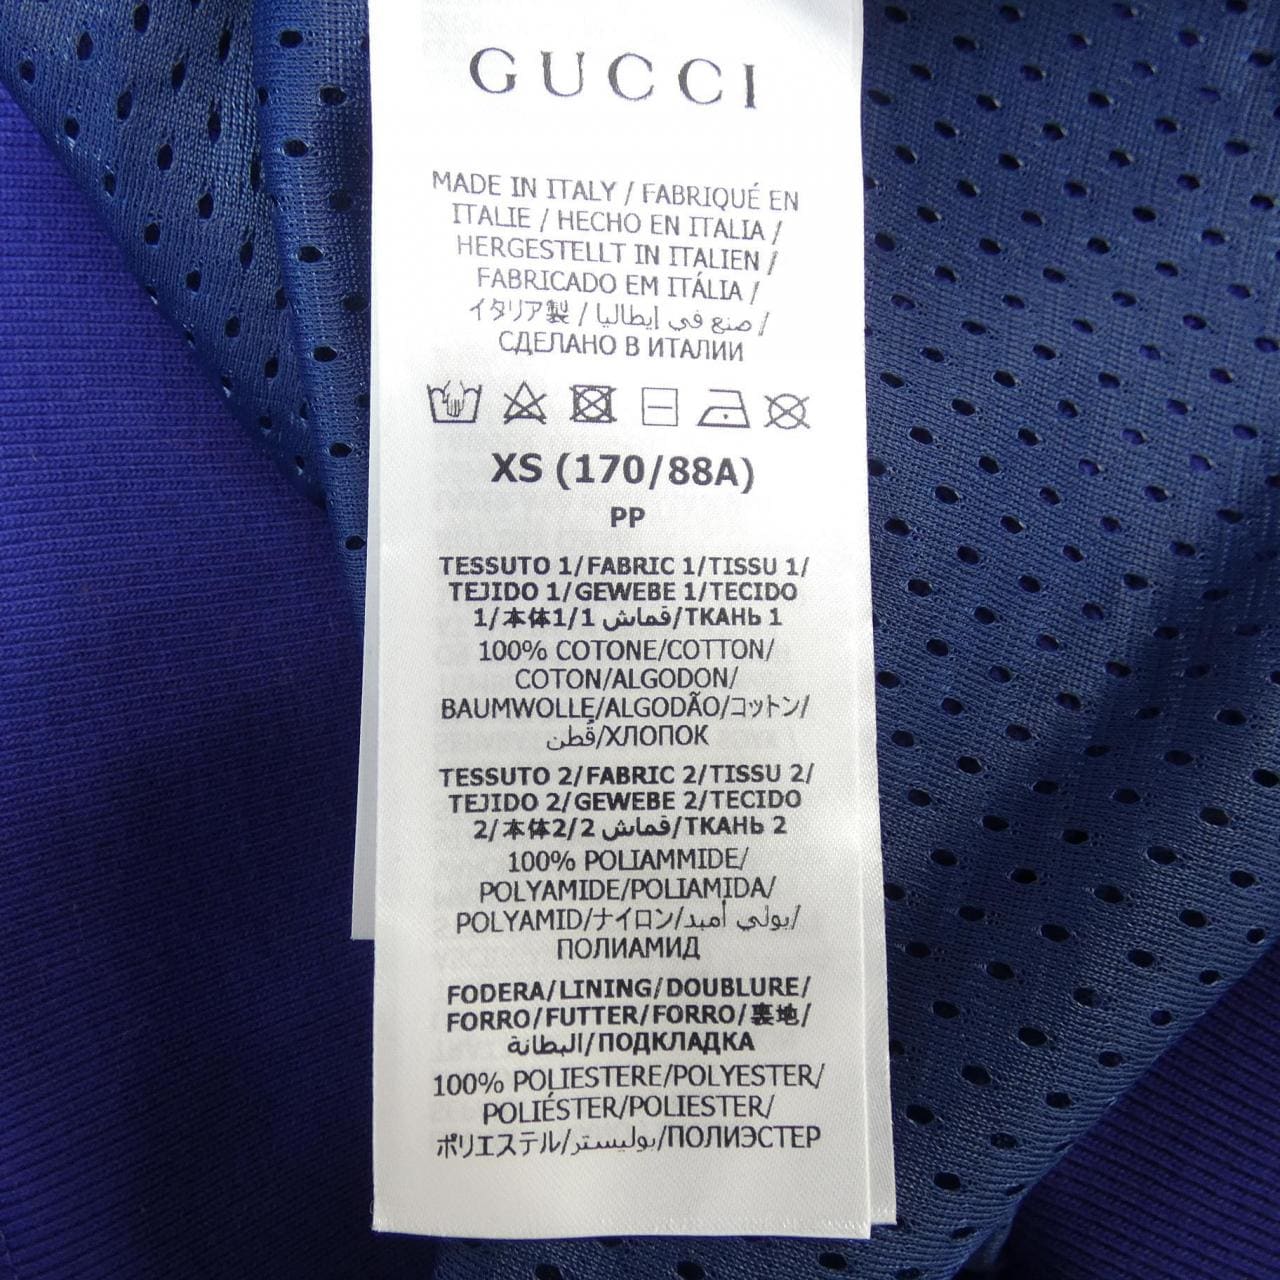 GUCCI
MADE IN ITALY / FABRIQUÉ EN
ITALIE / HECHO EN ITALIA /
HERGESTELLT IN ITALIEN /
FABRICADO EM ITÁLIA /
イタリア製 / صنع في إيطاليا /
СДЕЛАНО В ИТАЛИИ
XS (170/88A)
PP
TESSUTO 1/FABRIC 1/TISSU 1/
TEJIDO 1/GEWEBE 1/TECIDO
1/本体1/1 قماش/ТКАНЬ 1
100% COTONE/COTTON/
COTON/ALGODON/
BAUMWOLLE/ALGODÃO/コットン/
قُطن/ХЛОПОК
TESSUTO 2/FABRIC 2/TISSU 2/
TEJIDO 2/GEWEBE 2/TECIDO
2/本体2/2 قماش/ТКАНЬ 2
100% POLIAMMIDE/
POLYAMIDE/POLIAMIDA/
POLYAMID/ナイロン/بولي أميد/
ПОЛИАМИД
FODERA/LINING/DOUBLURE/
FORRO/FUTTER/FORRO/裏地/
البطانة/ПОДКЛАДКА
100% POLIESTERE/POLYESTER/
POLIÉSTER/POLIESTER/
ポリエステル/بوليستر/ПОЛИЭСТЕР